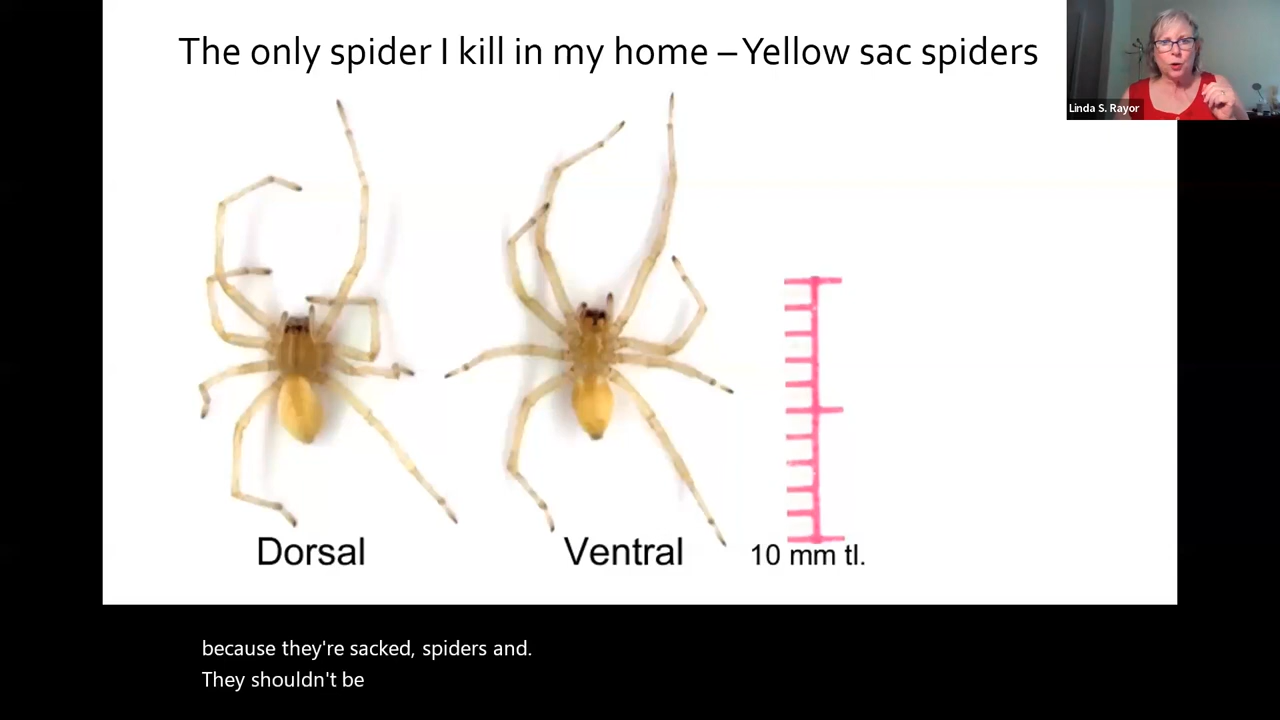 The only spider I kill in my home – Yellow sac spiders
Linda S. Rayor
Dorsal
Ventral
10 mm tl.
because they're sacked, spiders and.
They shouldn't be